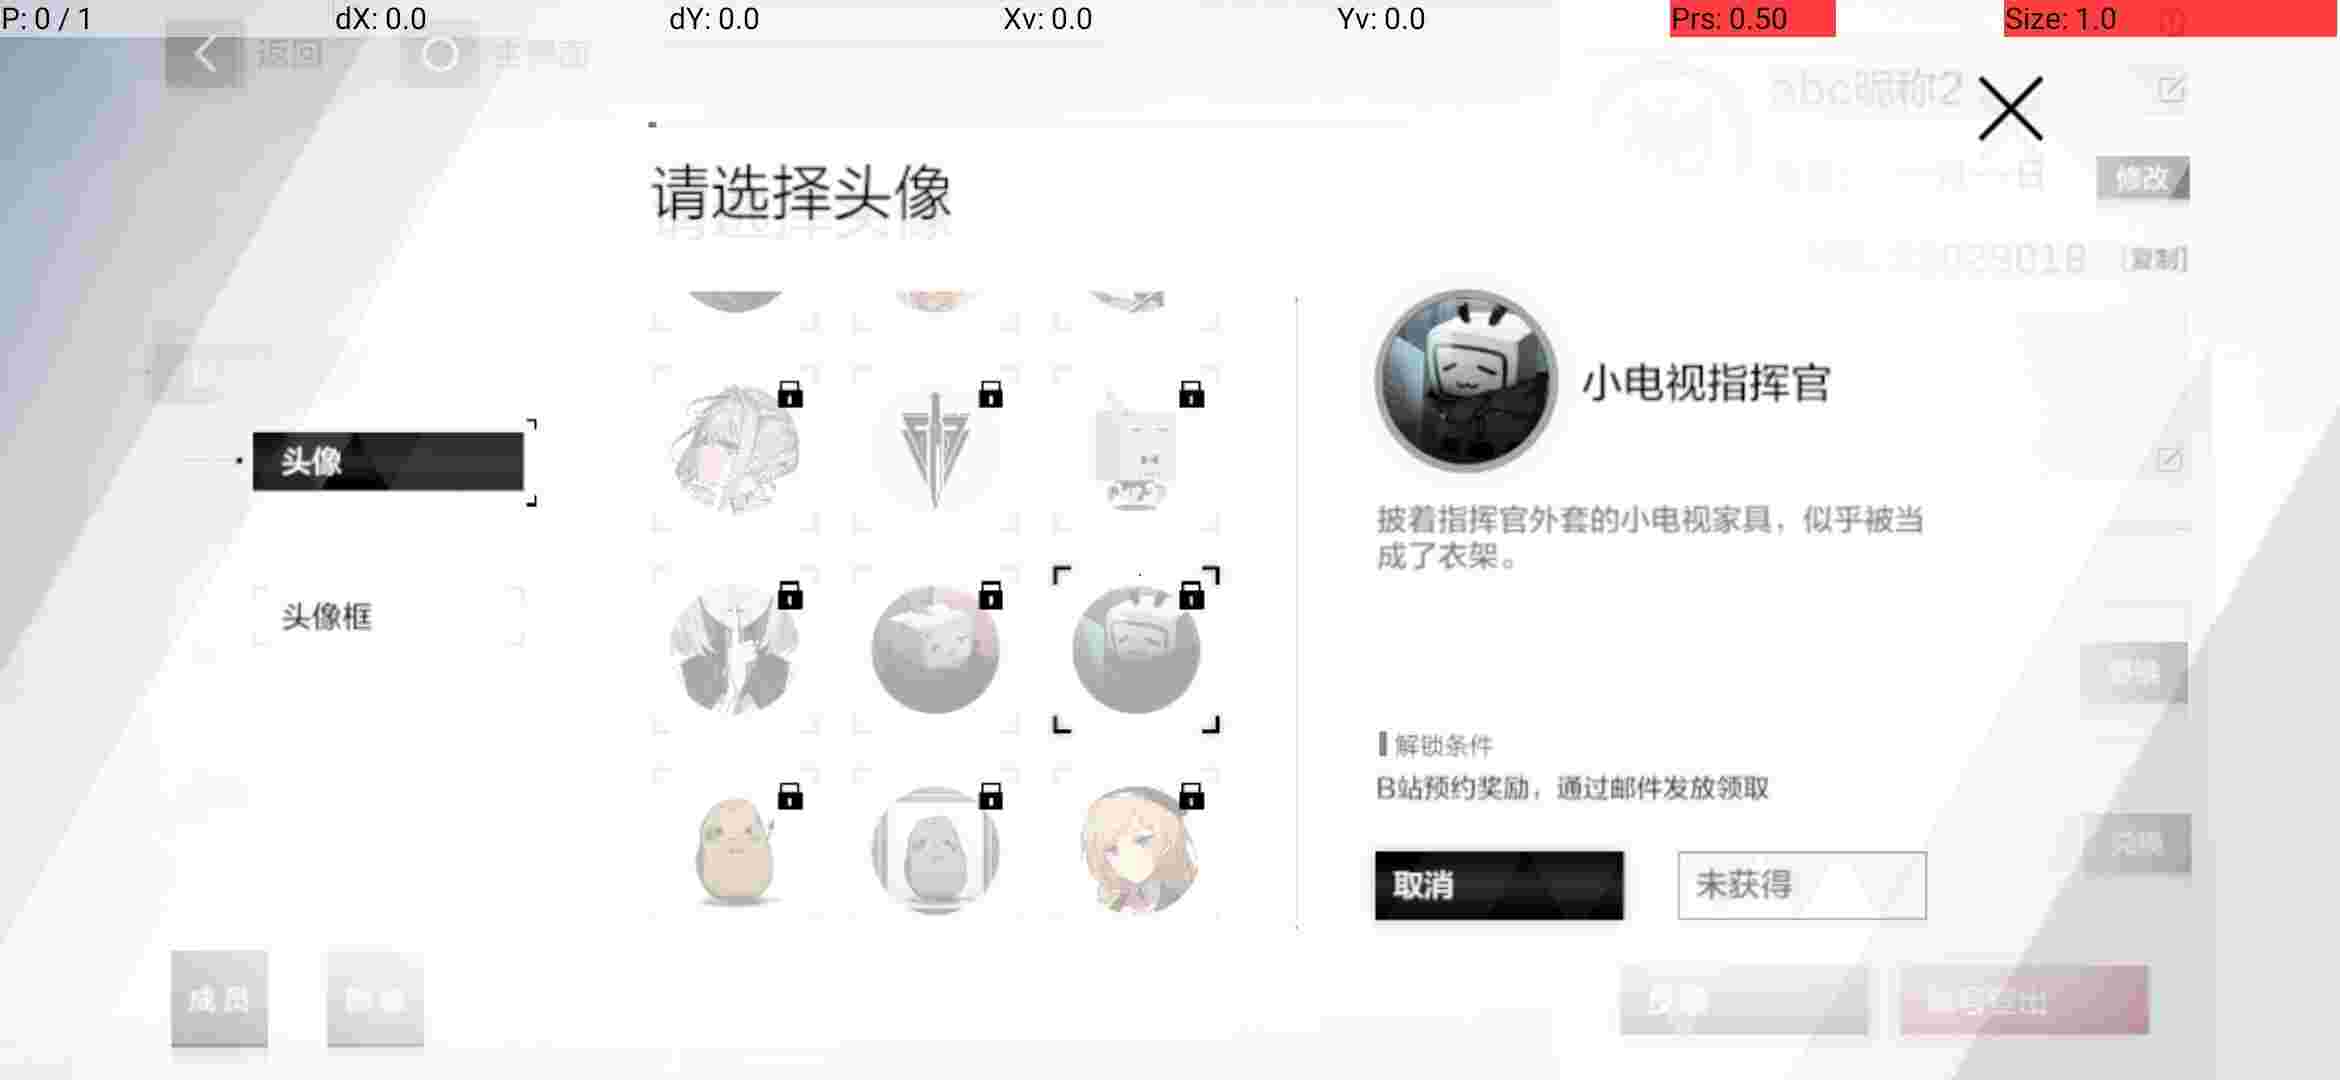 P: 0 / 1
dX: 0.0
dY: 0.0
Xv: 0.0
Yv: 0.0
Prs: 0.50
Size: 1.0
返回
主界面
abc昵称2
日
修改
[复制]
请选择头像
头像
头像框
小电视指挥官
披着指挥官外套的小电视家具，似乎被当
成了衣架。
解锁条件
B站预约奖励，通过邮件发放领取
取消
未获得
兑换
成员